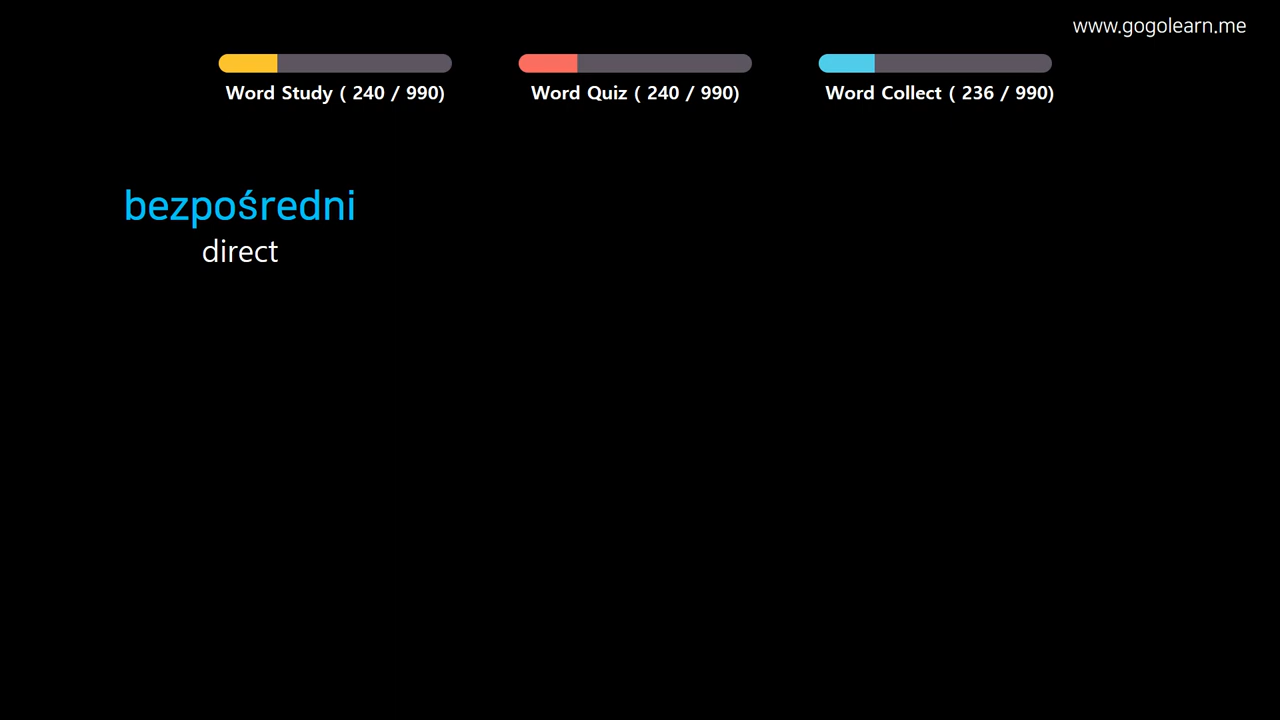 www.gogolearn.me
Word Study ( 240 / 990)
Word Quiz ( 240 / 990)
Word Collect ( 236 / 990)
bezpośredni
direct